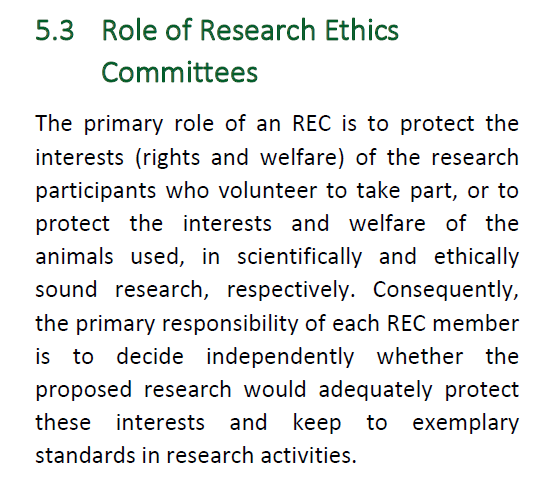 5.3 Role of Research Ethics
Committees
The primary role of an REC is to protect the
interests (rights and welfare) of the research
participants who volunteer to take part, or to
protect the interests and welfare of the
animals used, in scientifically and ethically
sound research, respectively. Consequently,
the primary responsibility of each REC member
is to decide independently whether the
proposed research would adequately protect
these interests and keep to exemplary
standards in research activities.